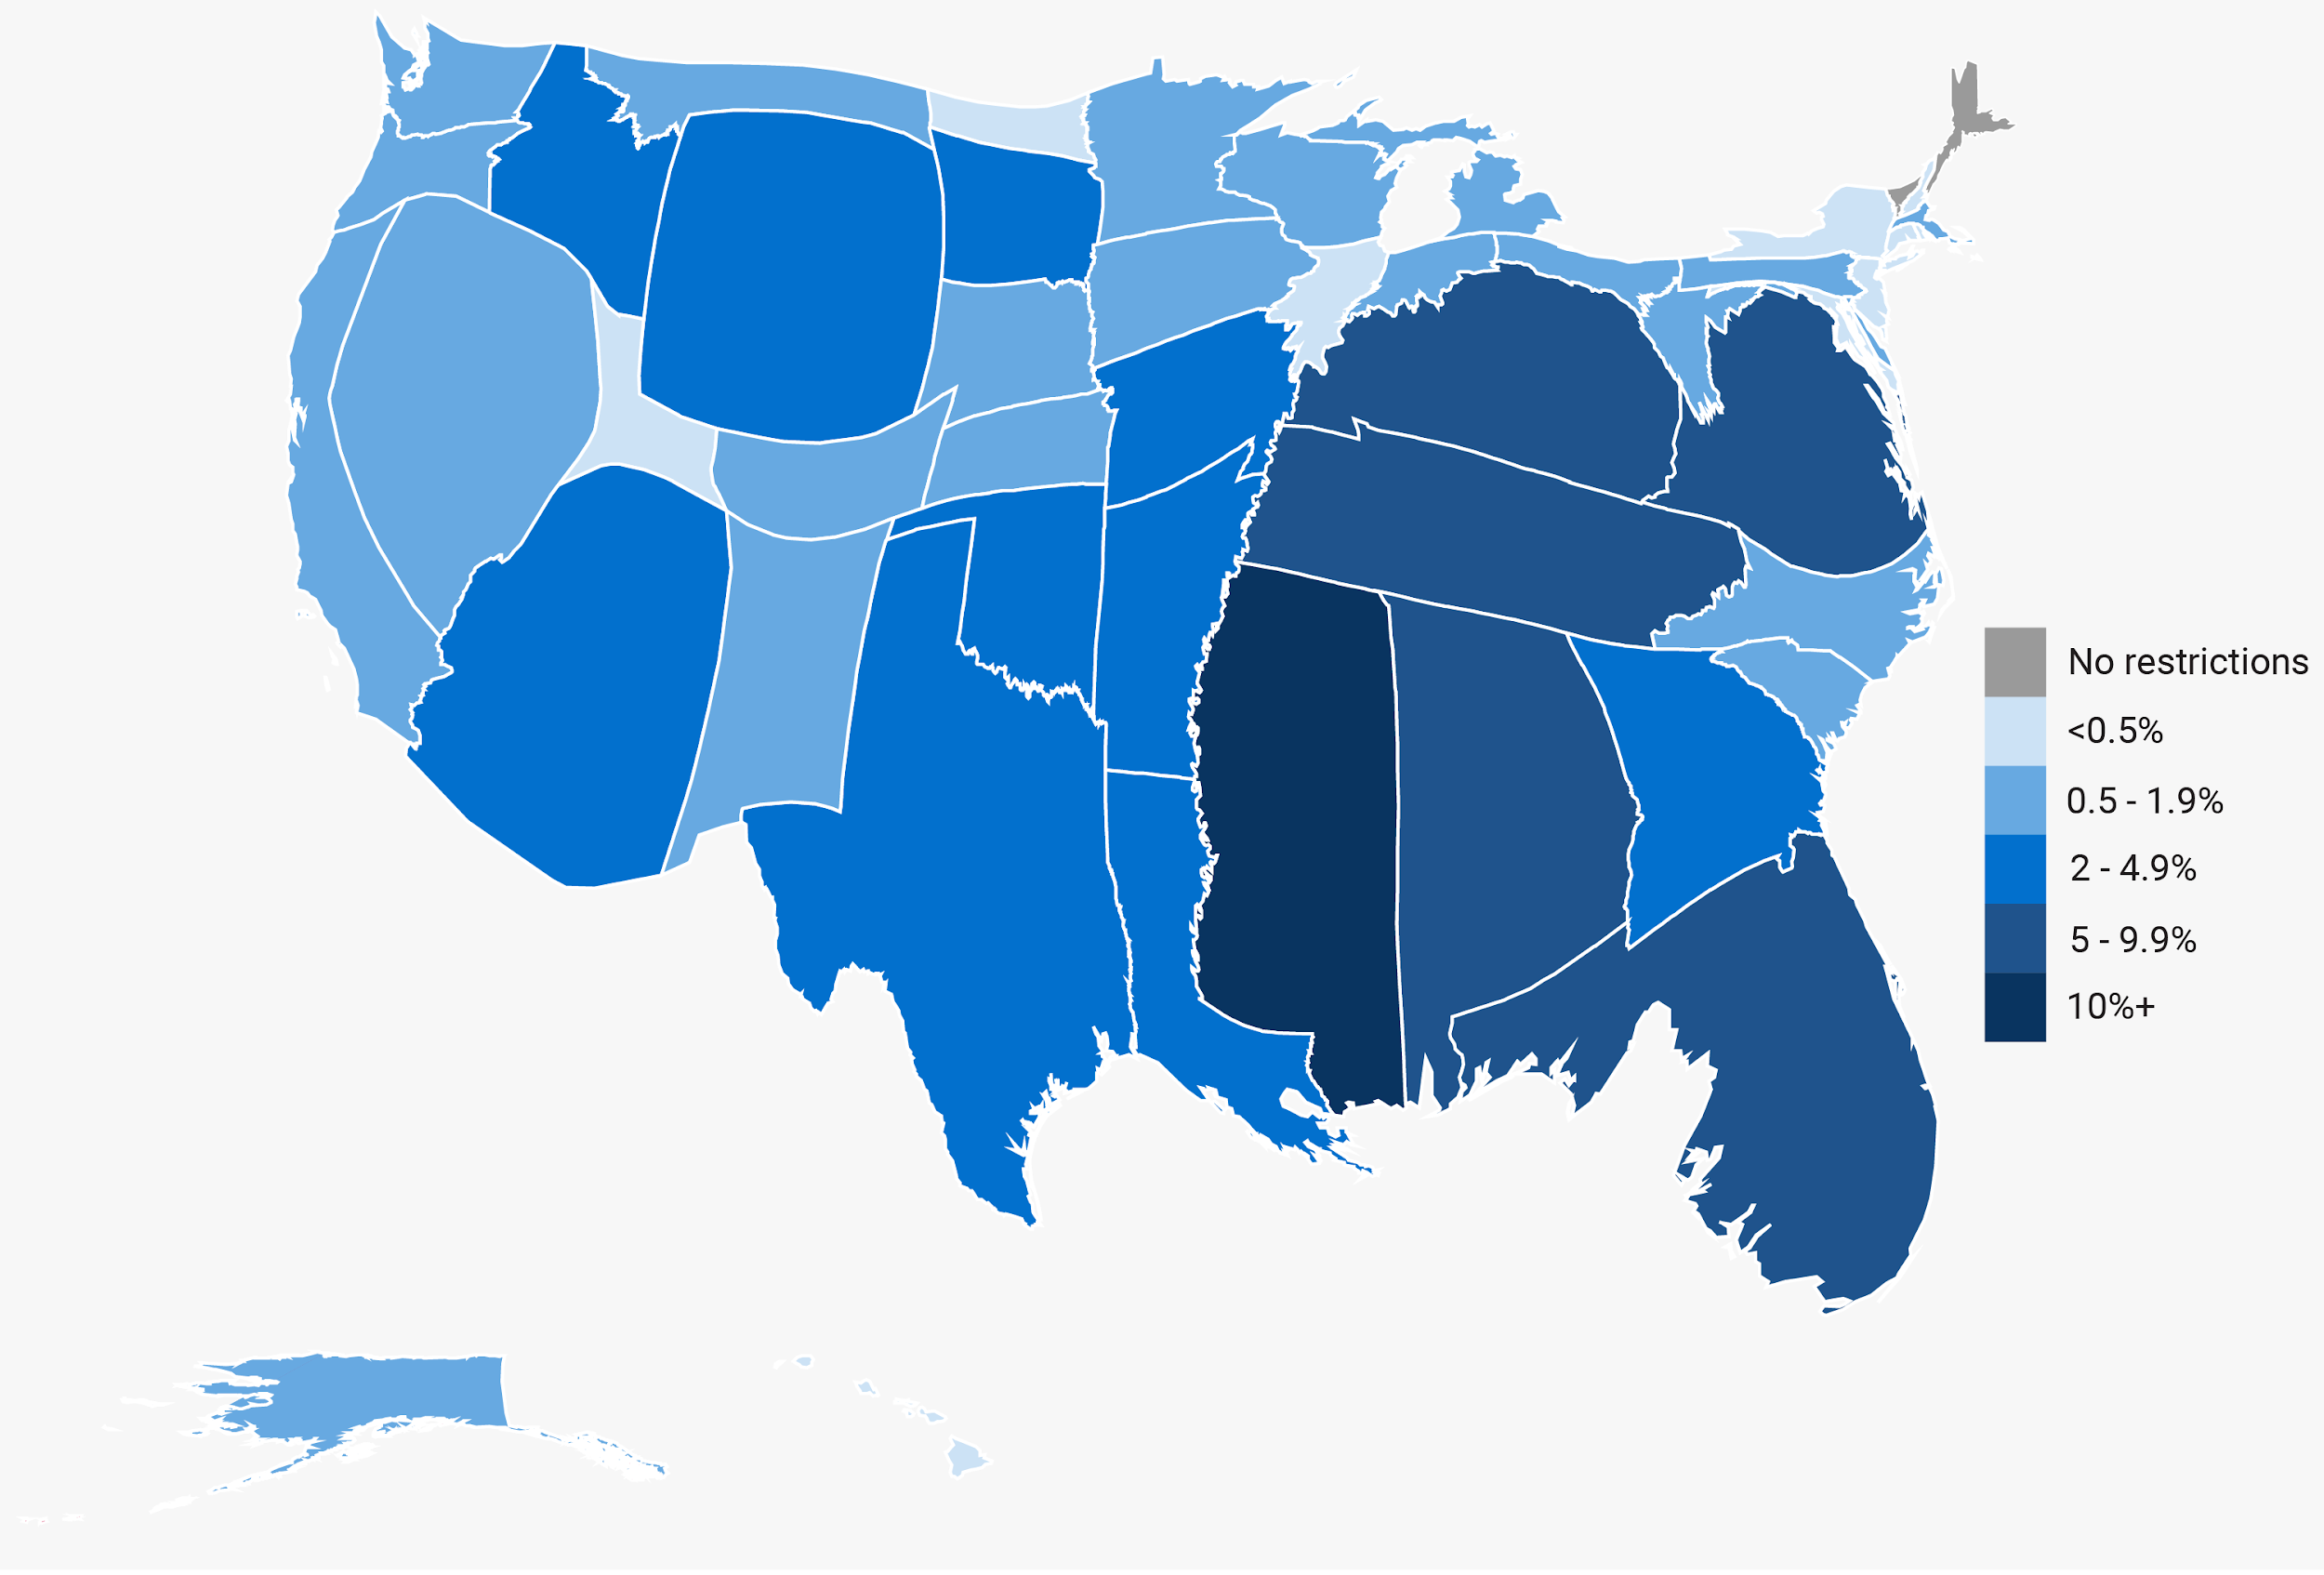 No restrictions
<0.5%
0.5 - 1.9%
2 - 4.9%
5 - 9.9%
10%+